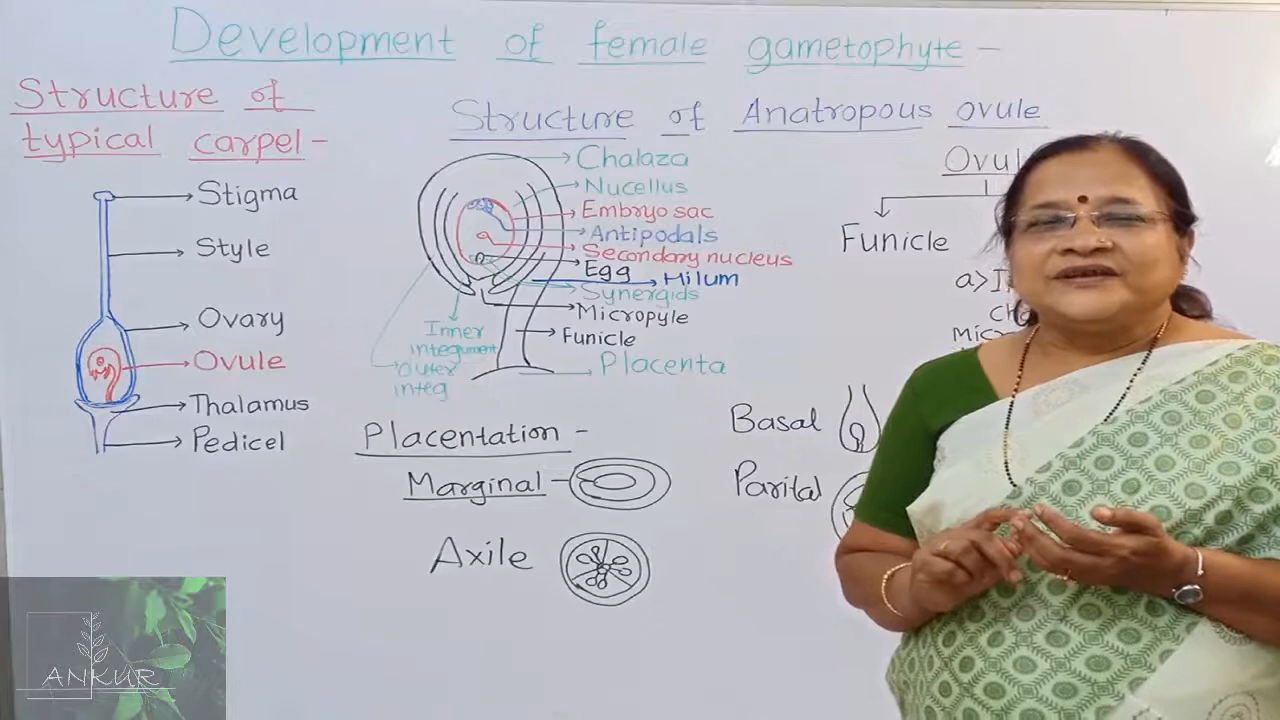 Development of female gametophyte -
Structure of
typical carpel -
Stigma
Style
Ovary
Ovule
Thalamus
Pedicel
Structure of Anatropous ovule
Chalaza
Nucellus
Embryo sac
Antipodals
Secondary nucleus
Egg
Hilum
Synergids
Micropyle
Funicle
Placenta
Inner
integument
Outer
integ
Funicle
Placentation -
Marginal
Axile
Basal
Parital
ANKUR